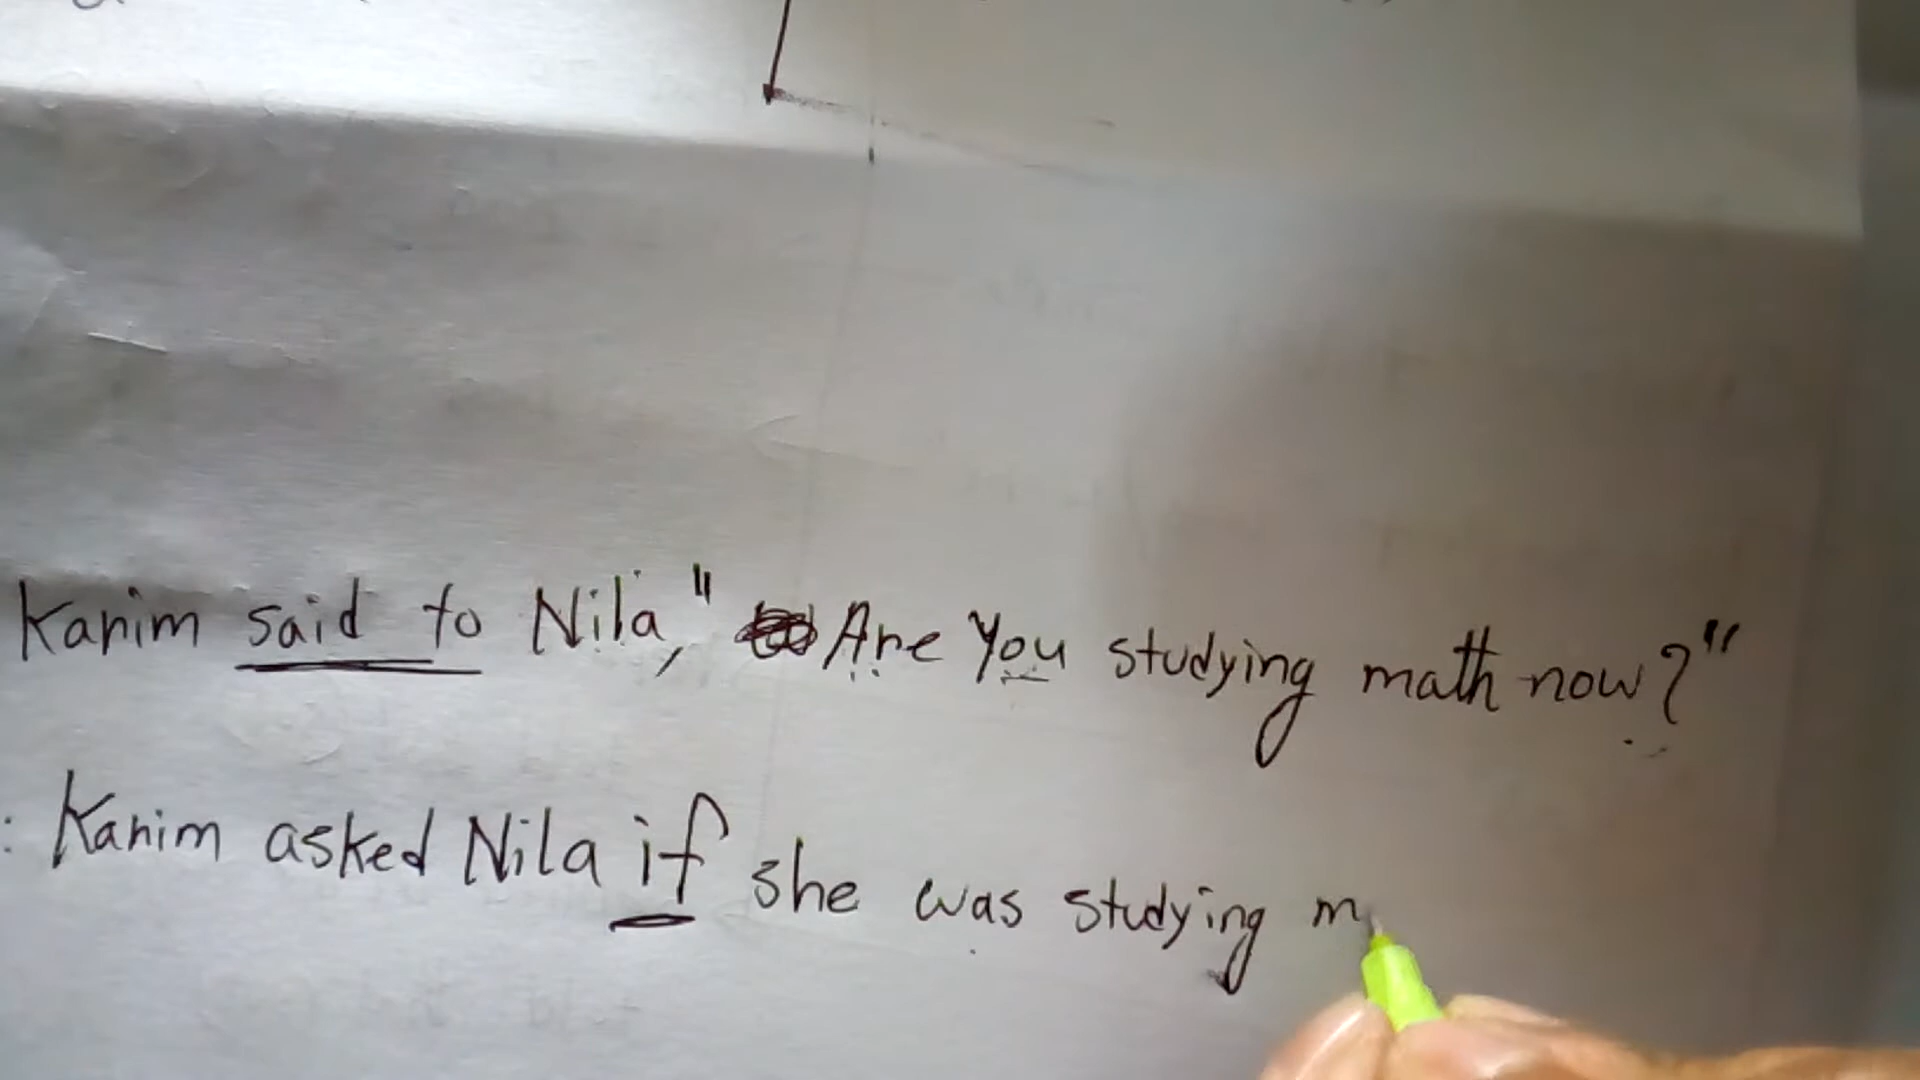 Karim said to Nila, " Are you studying math now?"
: Karim asked Nila if she was studying m